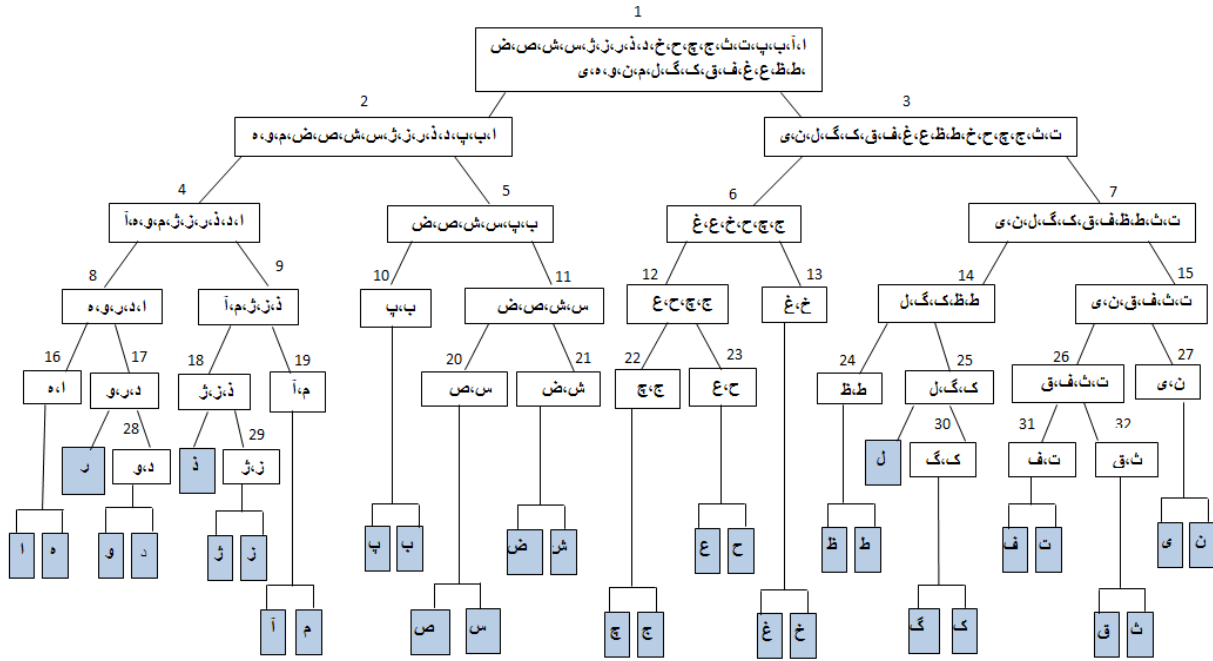 1
ا،آ،ب،پ،ت،ث،ج،چ،ح،خ،د،ذ،ر،ز،ژ،س،ش،ص،ض
،ط،ظ،ع،غ،ف،ق،ک،گ،ل،م،ن،و،ه،ی
2
3
ا،ب،پ،د،ذ،ر،ز،ژ،س،ش،ص،ض،م،و،ه
ت،ث،ج،چ،ح،خ،ط،ظ،ع،غ،ف،ق،ک،گ،ل،ن،ی
4
5
6
7
ا،د،ذ،ر،ز،ژ،م،و،ه،آ
ب،پ،س،ش،ص،ض
ج،چ،ح،خ،ع،غ
ت،ث،ط،ظ،ف،ق،ک،گ،ل،ن،ی
8
9
10
11
12
13
14
15
ا،د،ر،و،ه
ذ،ز،ژ،م،آ
ب،پ
س،ش،ص،ض
ج،چ،ح،ع
خ،غ
ط،ظ،ک،گ،ل
ت،ث،ف،ق،ن،ی
16
17
18
19
20
21
22
23
24
25
26
27
ا،ه
د،ر،و
ذ،ز،ژ
م،آ
س،ص
ش،ض
ج،چ
ح،ع
ط،ظ
ک،گ،ل
ت،ث،ف،ق
ن،ی
28
29
30
31
32
ر
د،و
ذ
ز،ژ
ل
ک،گ
ت،ف
ث،ق
ا
ه
و
د
ژ
ز
پ
ب
ض
ش
ع
ح
ظ
ط
ف
ت
ی
ن
آ
م
ص
س
چ
ج
غ
خ
گ
ک
ق
ث